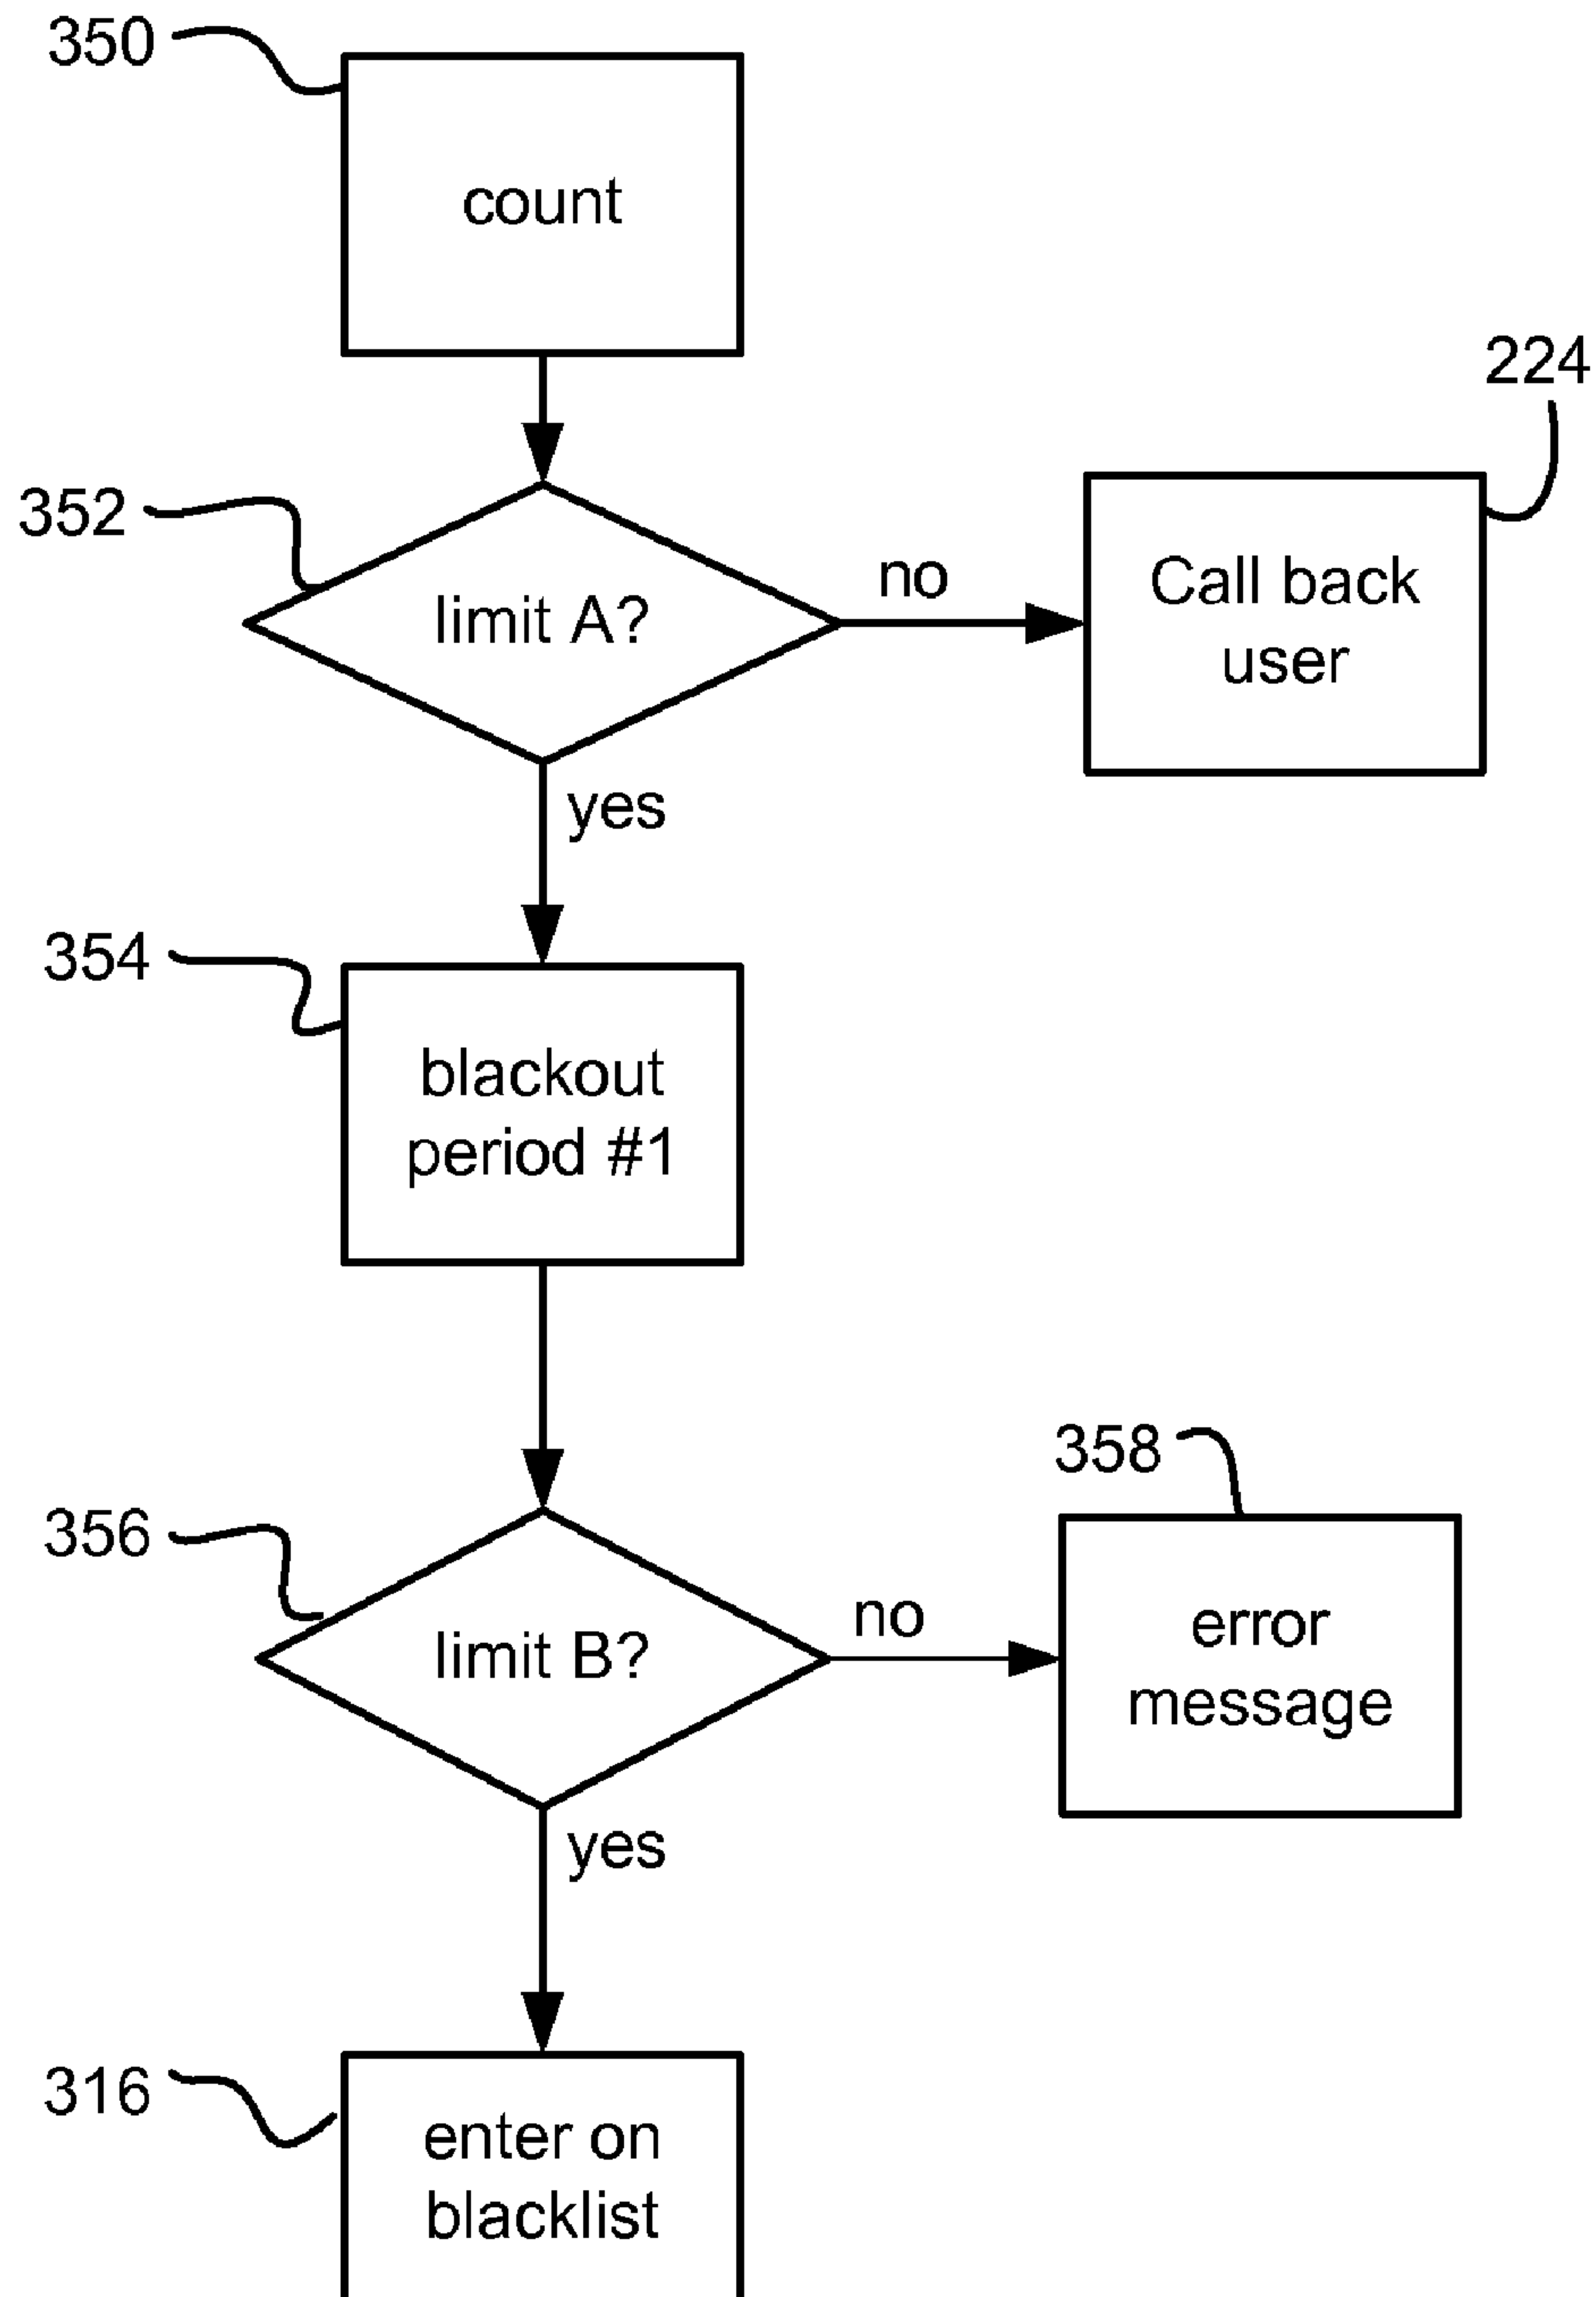 350
count
224
352
limit A?
no
Call back
user
yes
354
blackout
period #1
358
356
limit B?
no
error
message
yes
316
enter on
blacklist